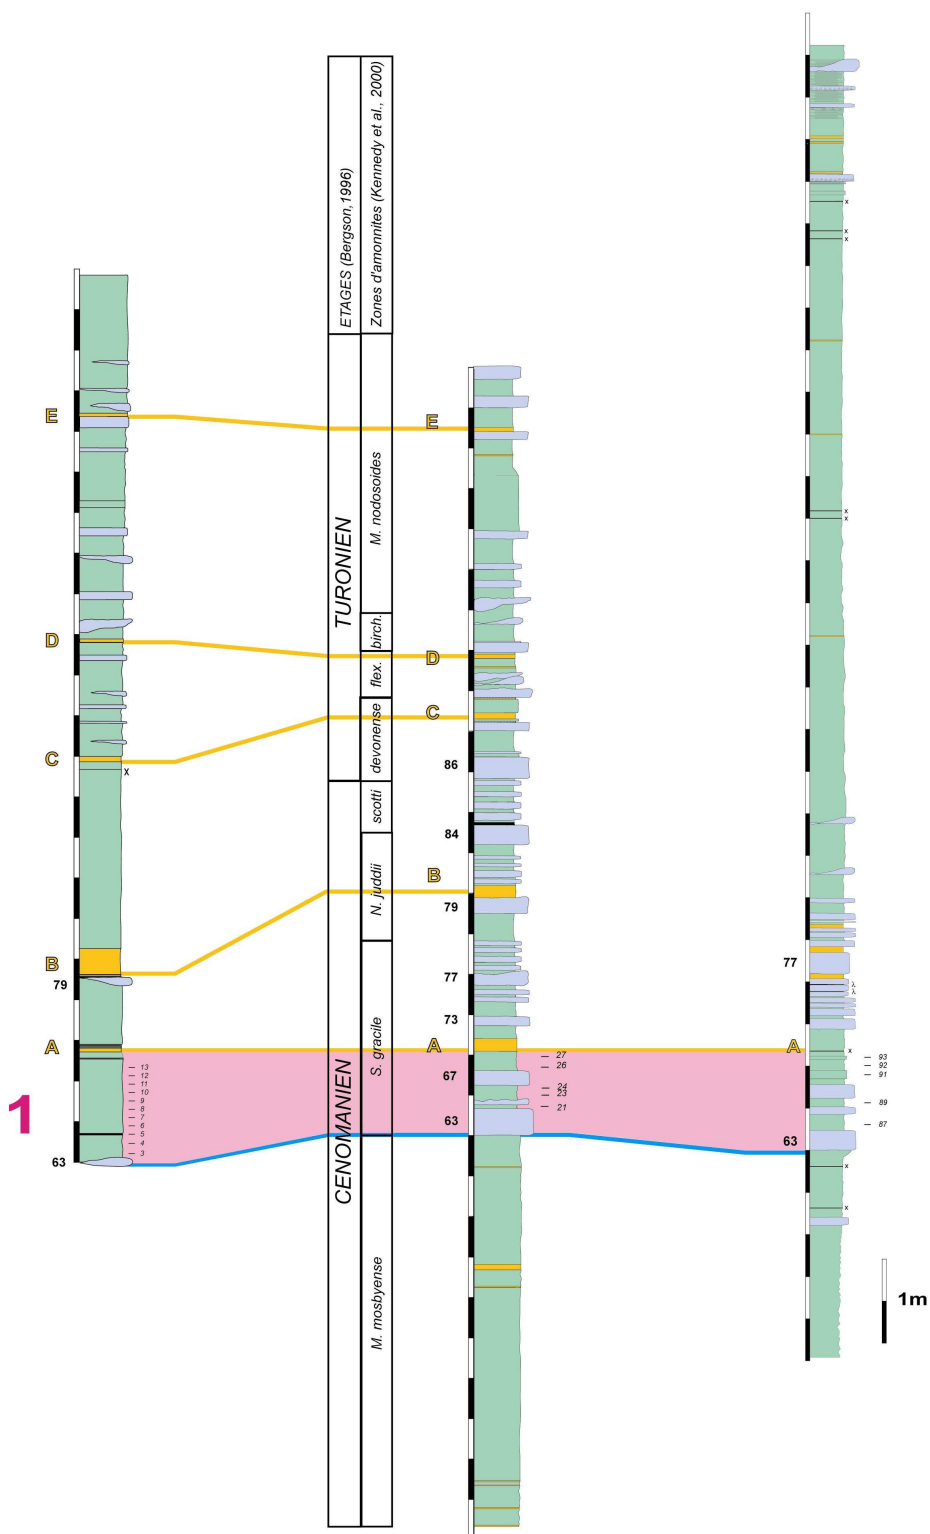 ETAGES (Bergson,1996)
Zones d'amonnites (Kennedy et al., 2000)
TURONIEN
CENOMANIEN
M. nodosoides
birch.
flex.
devonense
scotti
N. juddii
S. gracile
M. mosbyense
E
D
C
x
B
79
A
13
12
11
10
9
8
7
6
5
4
3
63
1
E
D
C
86
84
B
79
77
73
A
67
63
27
26
24
23
21
x
x
x
x
x
77
λ
λ
A
x
93
92
91
89
87
63
x
x
1m